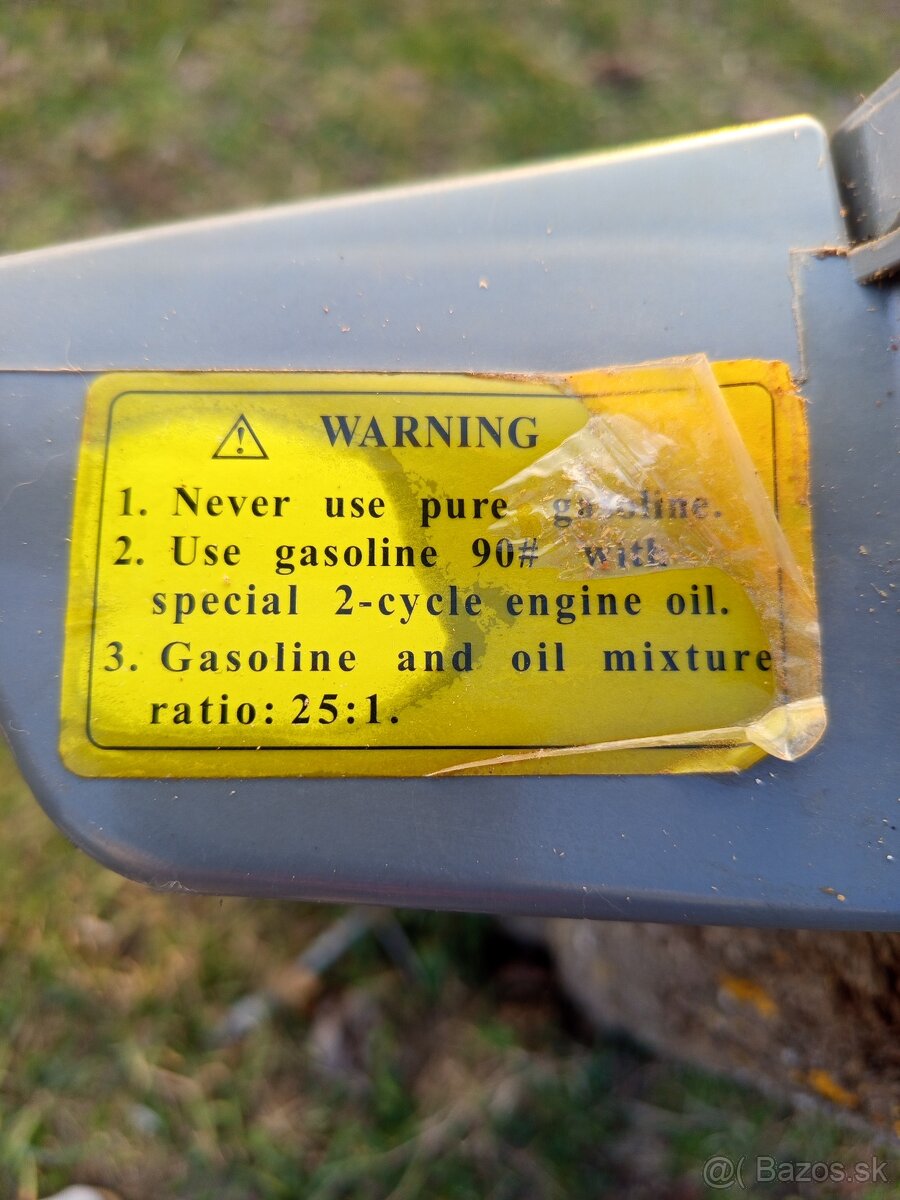 WARNING
1. Never use pure gasoline.
2. Use gasoline 90# with
special 2-cycle engine oil.
3. Gasoline and oil mixture
ratio: 25:1.
@( Bazos.sk